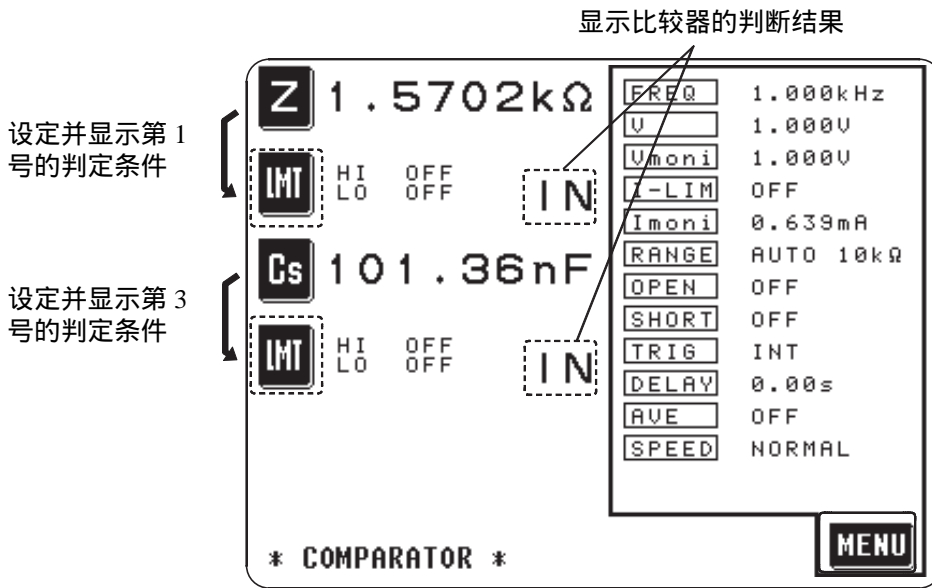 显示比较器的判断结果
Z 1.5702kΩ
设定并显示第 1
号的判定条件
LMT HI OFF
LO OFF
IN
Cs 101.36nF
设定并显示第 3
号的判定条件
LMT HI OFF
LO OFF
IN
FREQ 1.000kHz
V 1.000V
Vmoni 1.000V
I-LIM OFF
Imoni 0.639mA
RANGE AUTO 10kΩ
OPEN OFF
SHORT OFF
TRIG INT
DELAY 0.00s
AVE OFF
SPEED NORMAL
* COMPARATOR *
MENU